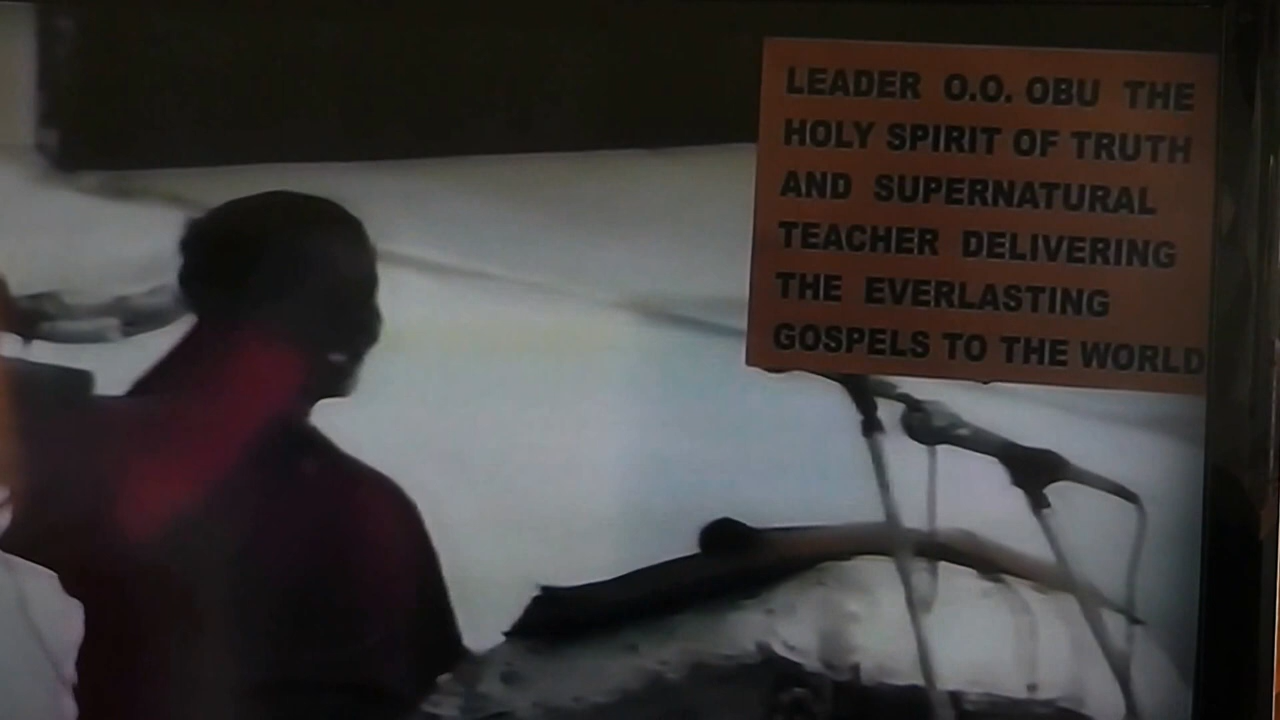 LEADER O.O. OBU THE
HOLY SPIRIT OF TRUTH
AND SUPERNATURAL
TEACHER DELIVERING
THE EVERLASTING
GOSPELS TO THE WORLD